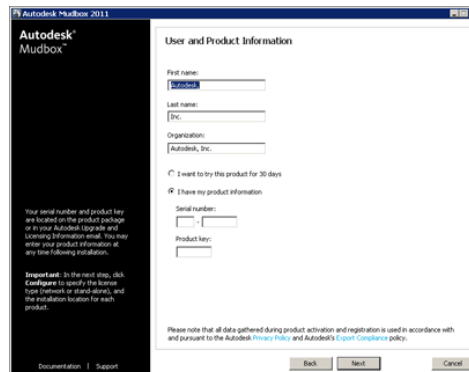 Autodesk Mudbox 2011
Autodesk®
Mudbox™
User and Product Information
First name:
Autodesk,
Last name:
Inc.
Organization:
Autodesk, Inc.
I want to try this product for 30 days
I have my product information
Serial number:
-
Product key:
Your serial number and product key
are located on the product package
or in your Autodesk Upgrade and
Licensing Information email. You may
enter your product information at
any time following installation.
Important: In the next step, click
Configure to specify the license
type (network or stand-alone), and
the installation location for each
product.
Please note that all data gathered during product activation and registration is used in accordance with
and pursuant to the Autodesk Privacy Policy and Autodesk's Export Compliance policy.
Documentation | Support
Back
Next
Cancel